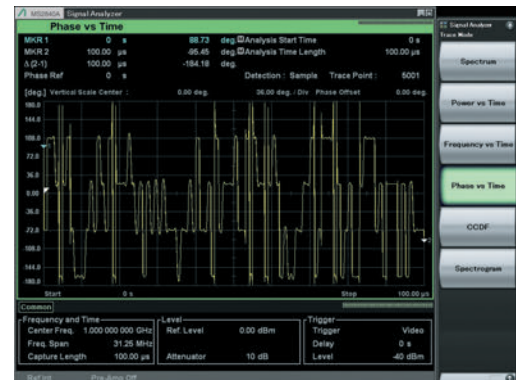 MS2840A Signal Analyzer
Phase vs Time
MKR 1 0 s 88.73 deg. Analysis Start Time 0 s
MKR 2 100.00 µs -95.45 deg. Analysis Time Length 100.00 µs
Δ(2-1) 100.00 µs -184.18 deg.
Phase Ref 0 s Detection : Sample Trace Point : 5001
[deg.] Vertical Scale Center : 0.00 deg. 36.00 deg. / Div Phase Offset 0.00 deg.
180.0
144.0
108.0
72.0
36.0
0.00
-36.0
-72.0
-108.0
-144.0
-180.0
2
Start 0 s Stop 100.00 µs
Common
Frequency and Time
Center Freq. 1.000 000 000 GHz
Freq. Span 31.25 MHz
Capture Length 100.00 µs
Level
Ref. Level 0.00 dBm
Attenuator 10 dB
Trigger
Trigger Video
Delay 0 s
Level -40 dBm
Ref.Int Pre-Amp Off
Signal Analyzer
Trace Mode
Spectrum
Power vs Time
Frequency vs Time
Phase vs Time
CCDF
Spectrogram